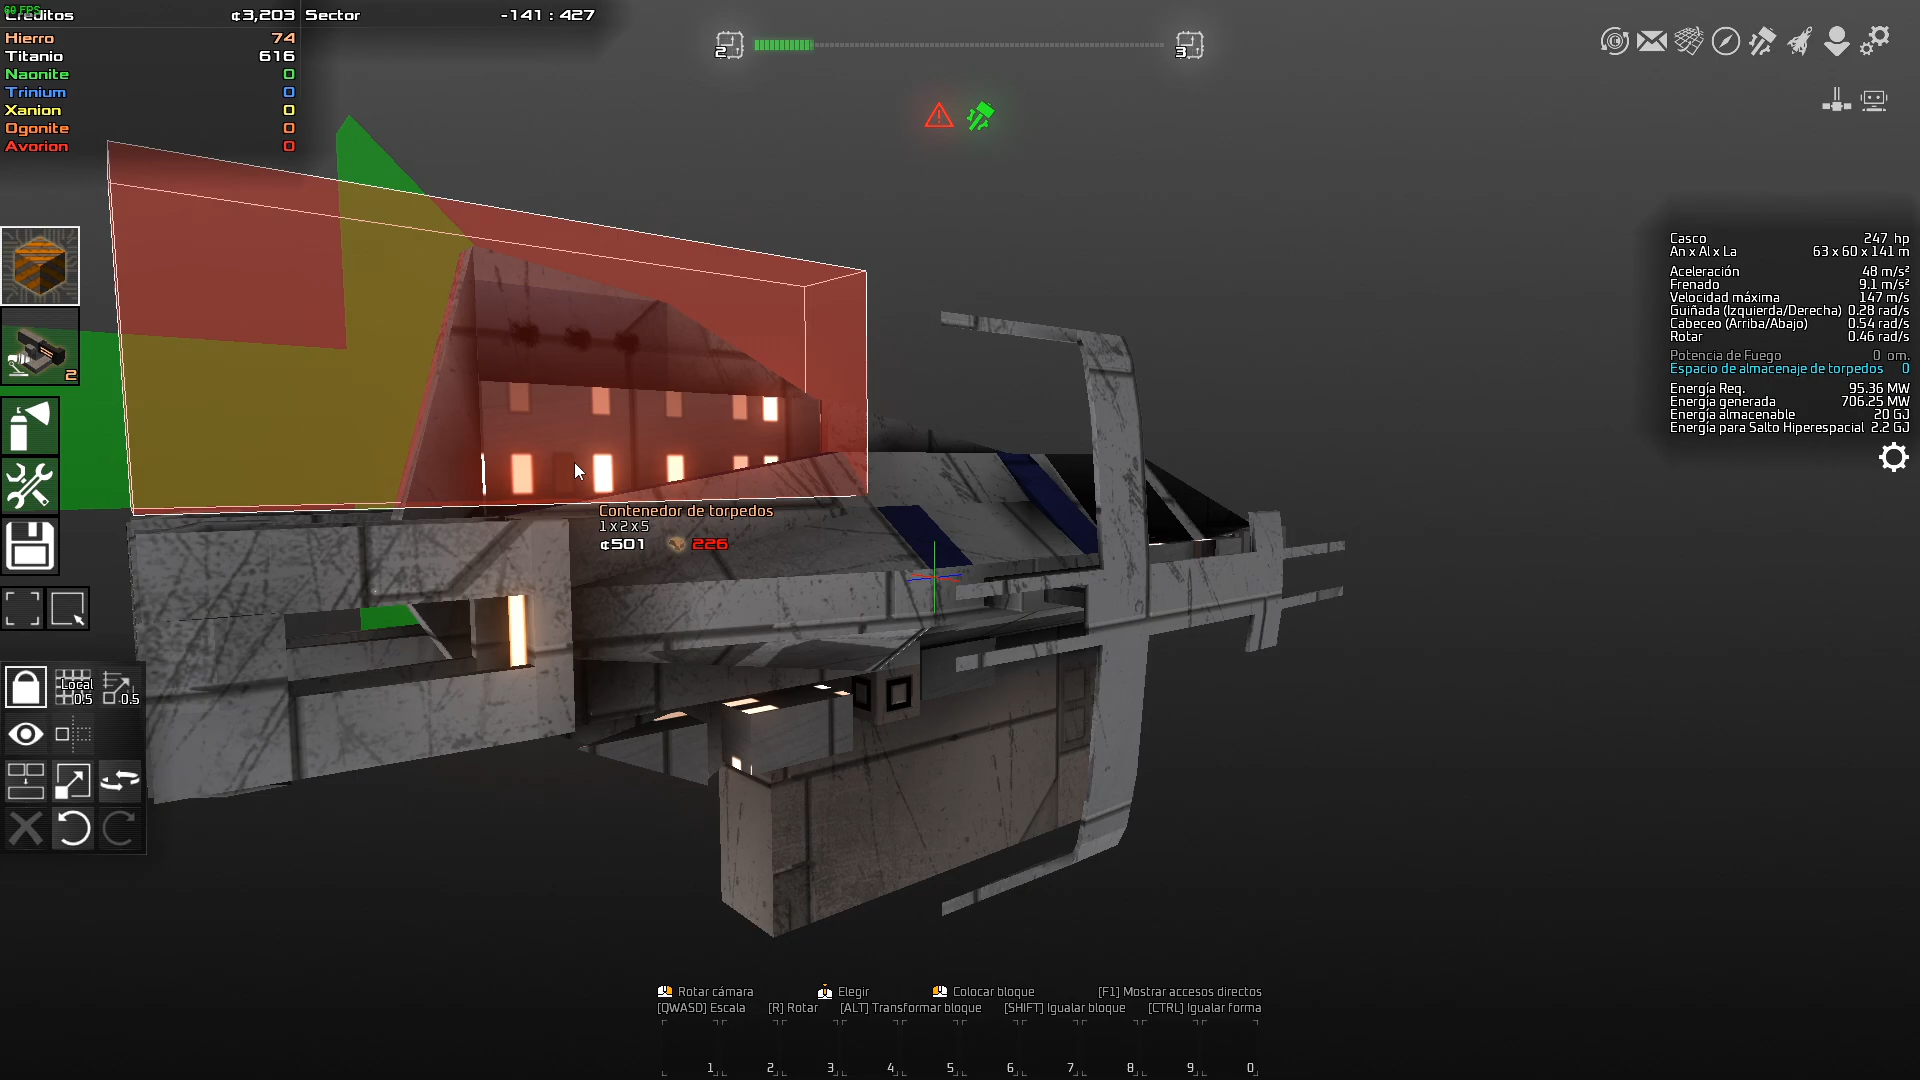 60 FPS
Créditos ¢3,203 Sector -141 : 427
Hierro 74
Titanio 616
Naonite 0
Trinium 0
Xanion 0
Ogonite 0
Avorion 0
2 3
Casco 247 hp
An x Al x La 63 x 60 x 141 m
Aceleración 48 m/s²
Frenado 9.1 m/s²
Velocidad máxima 147 m/s
Guiñada (Izquierda/Derecha) 0.28 rad/s
Cabeceo (Arriba/Abajo) 0.54 rad/s
Rotar 0.46 rad/s
Potencia de Fuego 0 om.
Espacio de almacenaje de torpedos 0
Energía Req. 95.36 MW
Energía generada 706.25 MW
Energía almacenable 20 GJ
Energía para Salto Hiperespacial 2.2 GJ
2
Contenedor de torpedos
1 x 2 x 5
¢501 226
Local
0.5 0.5
Rotar cámara Elegir Colocar bloque [F1] Mostrar accesos directos
[QWASD] Escala [R] Rotar [ALT] Transformar bloque [SHIFT] Igualar bloque [CTRL] Igualar forma
1 2 3 4 5 6 7 8 9 0